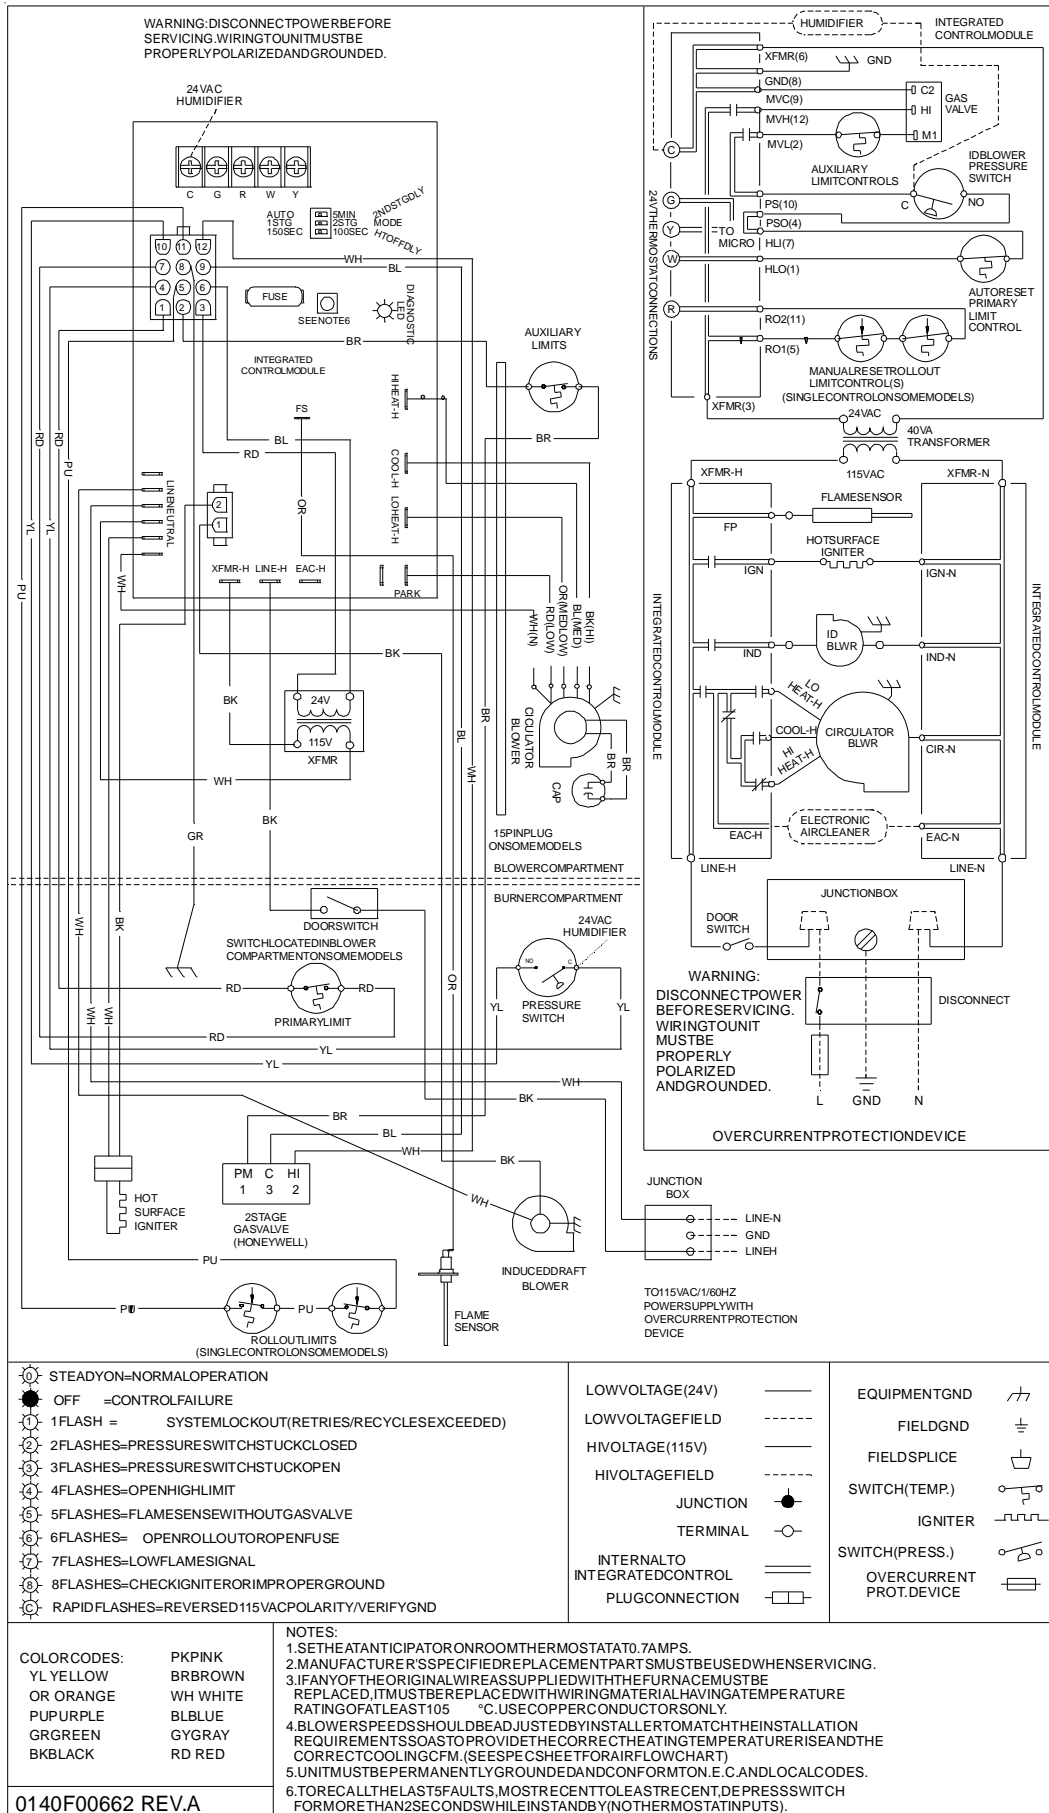 WARNING:DISCONNECTPOWERBEFORE
SERVICING.WIRINGTOUNITMUSTBE
PROPERLYPOLARIZEDANDGROUNDED.
24VAC
HUMIDIFIER
C G R W Y
AUTO
1STG
150SEC
5MIN
2STG
100SEC
2NDSTGDLY
MODE
HTOFFDLY
10 11 12
7 8 9
4 5 6
1 2 3
WH
BL
FUSE
SEENOTE6
DIAGNOSTIC
LED
BR
INTEGRATED
CONTROLMODULE
AUXILIARY
LIMITS
HIHEAT-H
FS
BL
RD
BR
COOL-H
RD
RD
PU
YL
YL
OR
LINENEUTRAL
2
1
LOHEAT-H
XFMR-H
LINE-H
EAC-H
PARK
WH
PU
WH(N)
RD(LOW)
OR(MEDLOW)
BL(MED)
BK(HI)
BK
BK
24V
115V
XFMR
WH
BR
BL
WH
CICULATOR
BLOWER
BR
BR
CAP
BK
GR
15PINPLUG
ONSOMEMODELS
BLOWERCOMPARTMENT
BURNERCOMPARTMENT
DOORSWITCH
SWITCHLOCATEDINBLOWER
COMPARTMENTONSOMEMODELS
24VAC
HUMIDIFIER
NO
C
PRESSURE
SWITCH
WH
BK
RD
RD
PRIMARYLIMIT
OR
YL
YL
WH
WH
RD
YL
YL
WH
BK
BR
BL
WH
BK
PM C HI
1 3 2
2STAGE
GASVALVE
(HONEYWELL)
HOT
SURFACE
IGNITER
WH
INDUCEDDRAFT
BLOWER
JUNCTION
BOX
LINE-N
GND
LINEH
PU
PU
PU
ROLLOUTLIMITS
(SINGLECONTROLONSOMEMODELS)
FLAME
SENSOR
TO115VAC/1/60HZ
POWERSUPPLYWITH
OVERCURRENTPROTECTION
DEVICE
HUMIDIFIER
INTEGRATED
CONTROLMODULE
XFMR(6)
GND
GND(8)
MVC(9)
MVH(12)
MVL(2)
C2
HI
M1
GAS
VALVE
AUXILIARY
LIMITCONTROLS
IDBLOWER
PRESSURE
SWITCH
C
NO
C
G
Y
W
R
24VTHERMOSTATCONNECTIONS
TO
MICRO
PS(10)
PSO(4)
HLI(7)
HLO(1)
AUTORESET
PRIMARY
LIMIT
CONTROL
RO2(11)
RO1(5)
MANUALRESETROLLOUT
LIMITCONTROL(S)
(SINGLECONTROLONSOMEMODELS)
XFMR(3)
24VAC
40VA
TRANSFORMER
115VAC
XFMR-H
XFMR-N
FLAMESENSOR
FP
HOTSURFACE
IGNITER
IGN
IGN-N
INTEGRATEDCONTROLMODULE
INTEGRATEDCONTROLMODULE
ID
BLWR
IND
IND-N
LO
HEAT-H
COOL-H
HI
HEAT-H
CIRCULATOR
BLWR
CIR-N
ELECTRONIC
AIRCLEANER
EAC-H
EAC-N
LINE-H
LINE-N
JUNCTIONBOX
DOOR
SWITCH
WARNING:
DISCONNECTPOWER
BEFORESERVICING.
WIRINGTOUNIT
MUSTBE
PROPERLY
POLARIZED
ANDGROUNDED.
DISCONNECT
L GND N
OVERCURRENTPROTECTIONDEVICE
0 STEADYON=NORMALOPERATION
OFF =CONTROLFAILURE
1 1FLASH = SYSTEMLOCKOUT(RETRIES/RECYCLESEXCEEDED)
2 2FLASHES=PRESSURESWITCHSTUCKCLOSED
3 3FLASHES=PRESSURESWITCHSTUCKOPEN
4 4FLASHES=OPENHIGHLIMIT
5 5FLASHES=FLAMESENSEWITHOUTGASVALVE
6 6FLASHES= OPENROLLOUTOROPENFUSE
7 7FLASHES=LOWFLAMESIGNAL
8 8FLASHES=CHECKIGNITERORIMPROPERGROUND
C RAPIDFLASHES=REVERSED115VACPOLARITY/VERIFYGND
LOWVOLTAGE(24V)
LOWVOLTAGEFIELD
HIVOLTAGE(115V)
HIVOLTAGEFIELD
JUNCTION
TERMINAL
INTERNALTO
INTEGRATEDCONTROL
PLUGCONNECTION
EQUIPMENTGND
FIELDGND
FIELDSPLICE
SWITCH(TEMP.)
IGNITER
SWITCH(PRESS.)
OVERCURRENT
PROT.DEVICE
COLORCODES: PKPINK
YL YELLOW BRBROWN
OR ORANGE WH WHITE
PUPURPLE BLBLUE
GRGREEN GYGRAY
BKBLACK RD RED
0140F00662 REV.A
NOTES:
1.SETHEATANTICIPATORONROOMTHERMOSTATAT0.7AMPS.
2.MANUFACTURER'SSPECIFIEDREPLACEMENTPARTSMUSTBEUSEDWHENSERVICING.
3.IFANYOFTHEORIGINALWIREASSUPPLIEDWITHTHEFURNACEMUSTBE
REPLACED,ITMUSTBEREPLACEDWITHWIRINGMATERIALHAVINGATEMPERATURE
RATINGOFATLEAST105 °C.USECOPPERCONDUCTORSONLY.
4.BLOWERSPEEDSSHOULDBEADJUSTEDBYINSTALLERTOMATCHTHEINSTALLATION
REQUIREMENTSSOASTOPROVIDETHECORRECTHEATINGTEMPERATURERISEANDTHE
CORRECTCOOLINGCFM.(SEESPECSHEETFORAIRFLOWCHART)
5.UNITMUSTBEPERMANENTLYGROUNDEDANDCONFORMTON.E.C.ANDLOCALCODES.
6.TORECALLTHELAST5FAULTS,MOSTRECENTTOLEASTRECENT,DEPRESSSWITCH
FORMORETHAN2SECONDSWHILEINSTANDBY(NOTHERMOSTATINPUTS).